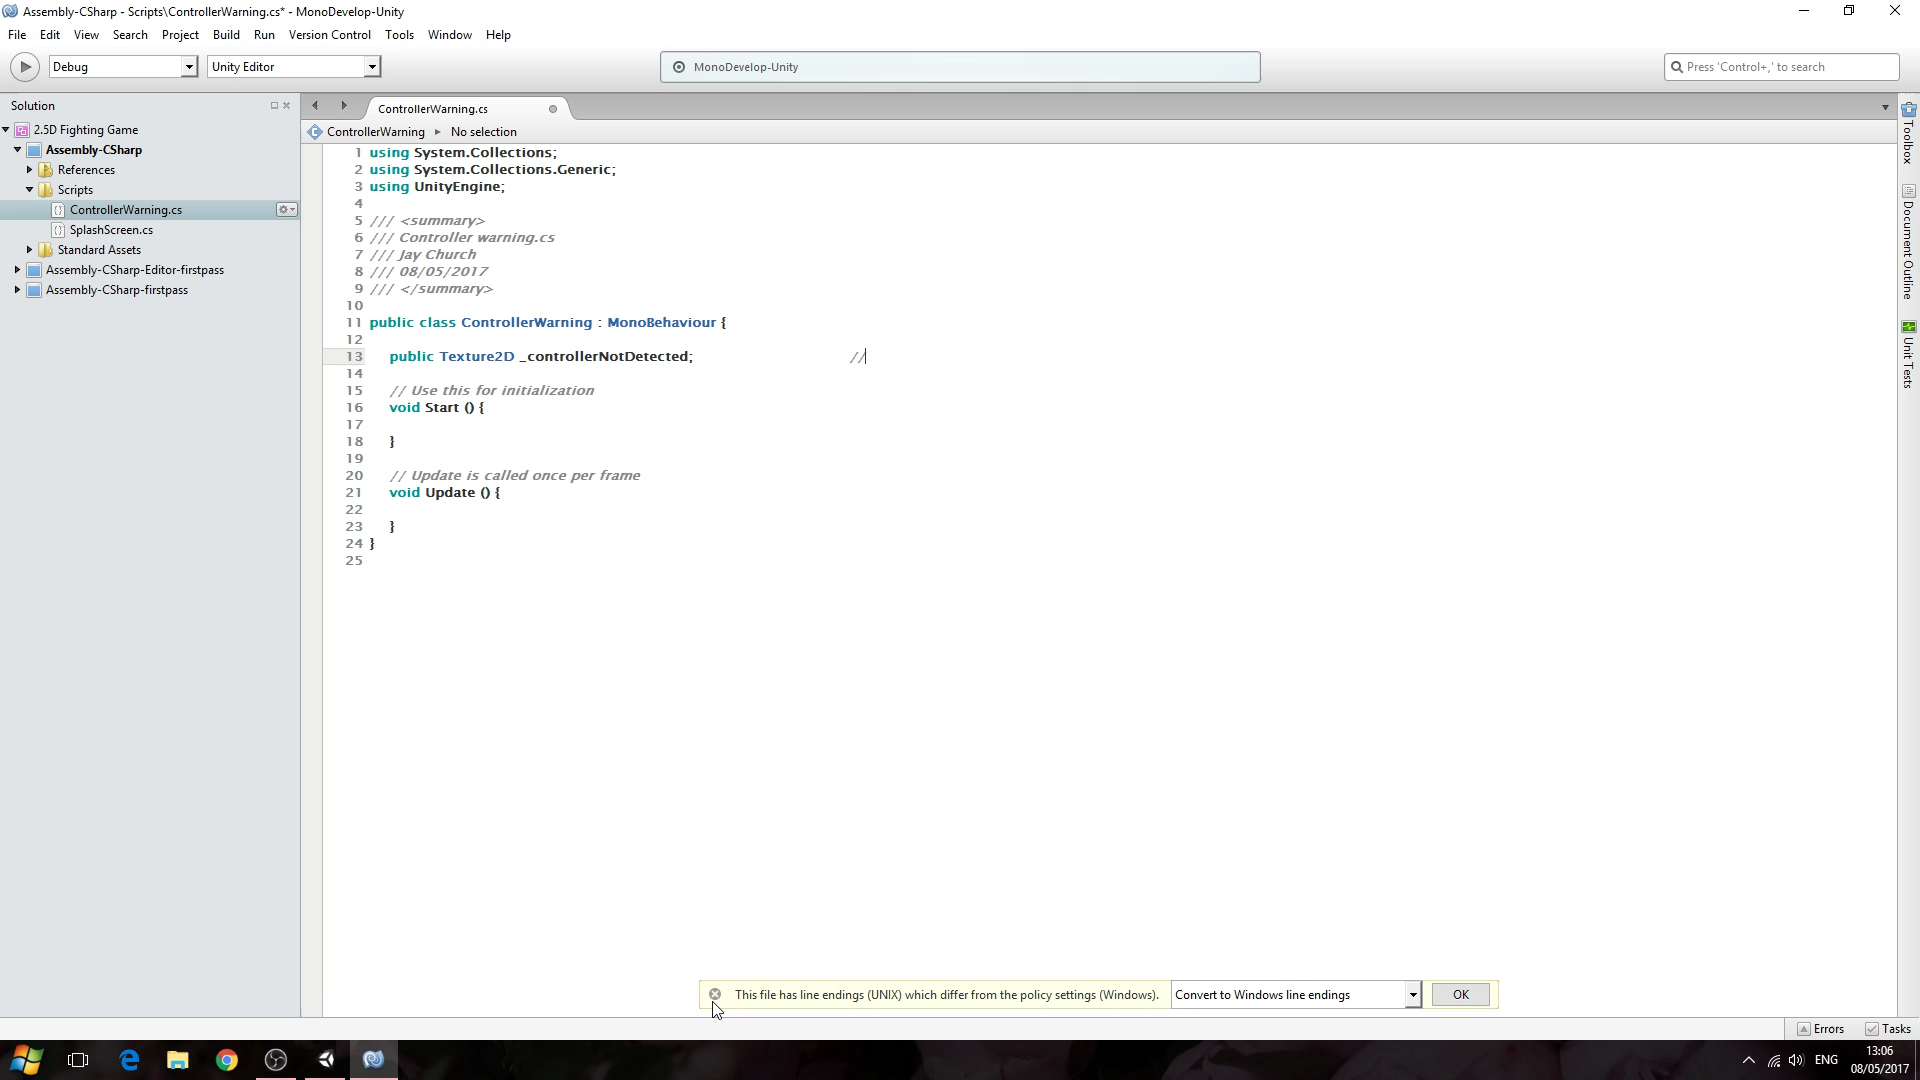 Assembly-CSharp - Scripts\ControllerWarning.cs* - MonoDevelop-Unity
File Edit View Search Project Build Run Version Control Tools Window Help
Debug
Unity Editor
MonoDevelop-Unity
Press 'Control+,' to search
Solution
2.5D Fighting Game
Assembly-CSharp
References
Scripts
ControllerWarning.cs
SplashScreen.cs
Standard Assets
Assembly-CSharp-Editor-firstpass
Assembly-CSharp-firstpass
ControllerWarning.cs
ControllerWarning No selection
1 using System.Collections;
2 using System.Collections.Generic;
3 using UnityEngine;
4
5 /// <summary>
6 /// Controller warning.cs
7 /// Jay Church
8 /// 08/05/2017
9 /// </summary>
10
11 public class ControllerWarning : MonoBehaviour {
12
13 public Texture2D _controllerNotDetected; //
14
15 // Use this for initialization
16 void Start () {
17
18 }
19
20 // Update is called once per frame
21 void Update () {
22
23 }
24 }
25
Toolbox
Document Outline
Unit Tests
This file has line endings (UNIX) which differ from the policy settings (Windows).
Convert to Windows line endings
OK
Errors
Tasks
ENG
13:06
08/05/2017